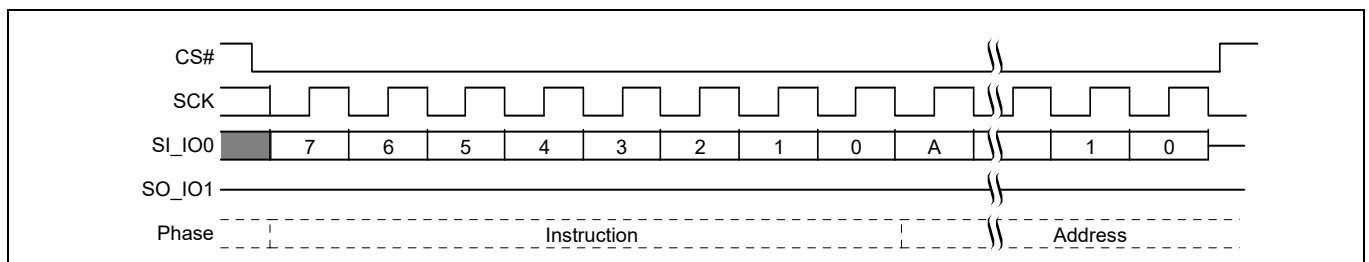 CS#
SCK
SI_IO0 7 6 5 4 3 2 1 0 A 1 0
SO_IO1
Phase Instruction Address